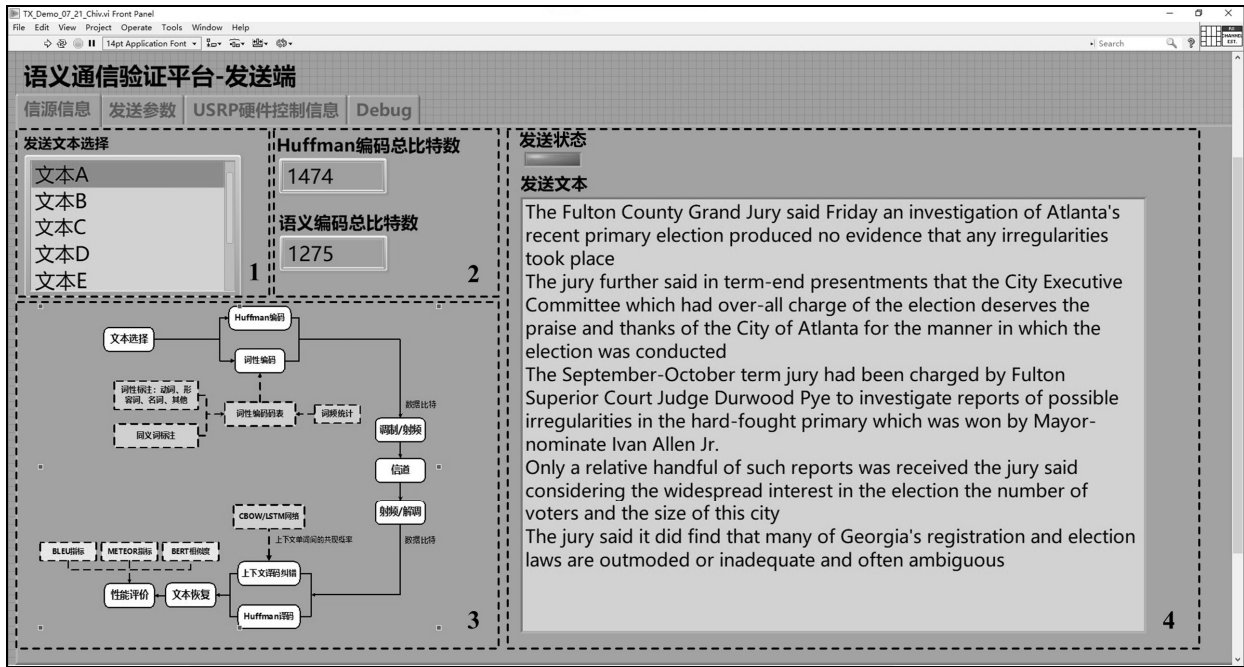 TX_Demo_07_21_Chiv.vi Front Panel
File Edit View Project Operate Tools Window Help
14pt Application Font
Search
CHANNEL
EST.
语义通信验证平台-发送端
信源信息 发送参数 USRP硬件控制信息 Debug
发送文本选择
文本A
文本B
文本C
文本D
文本E
1
Huffman编码总比特数
1474
语义编码总比特数
1275
2
文本选择
Huffman编码
词性编码
词性标注：动词、形
容词、名词、其他
同义词标注
词性编码码表
词频统计
数据比特
调制/射频
信道
射频/解调
数据比特
CBOW/LSTM网络
上下文单词间的共现概率
BLEU指标
METEOR指标
BERT相似度
上下文译码纠错
性能评价
文本恢复
Huffman译码
3
发送状态
发送文本
The Fulton County Grand Jury said Friday an investigation of Atlanta's
recent primary election produced no evidence that any irregularities
took place
The jury further said in term-end presentments that the City Executive
Committee which had over-all charge of the election deserves the
praise and thanks of the City of Atlanta for the manner in which the
election was conducted
The September-October term jury had been charged by Fulton
Superior Court Judge Durwood Pye to investigate reports of possible
irregularities in the hard-fought primary which was won by Mayor-
nominate Ivan Allen Jr.
Only a relative handful of such reports was received the jury said
considering the widespread interest in the election the number of
voters and the size of this city
The jury said it did find that many of Georgia's registration and election
laws are outmoded or inadequate and often ambiguous
4